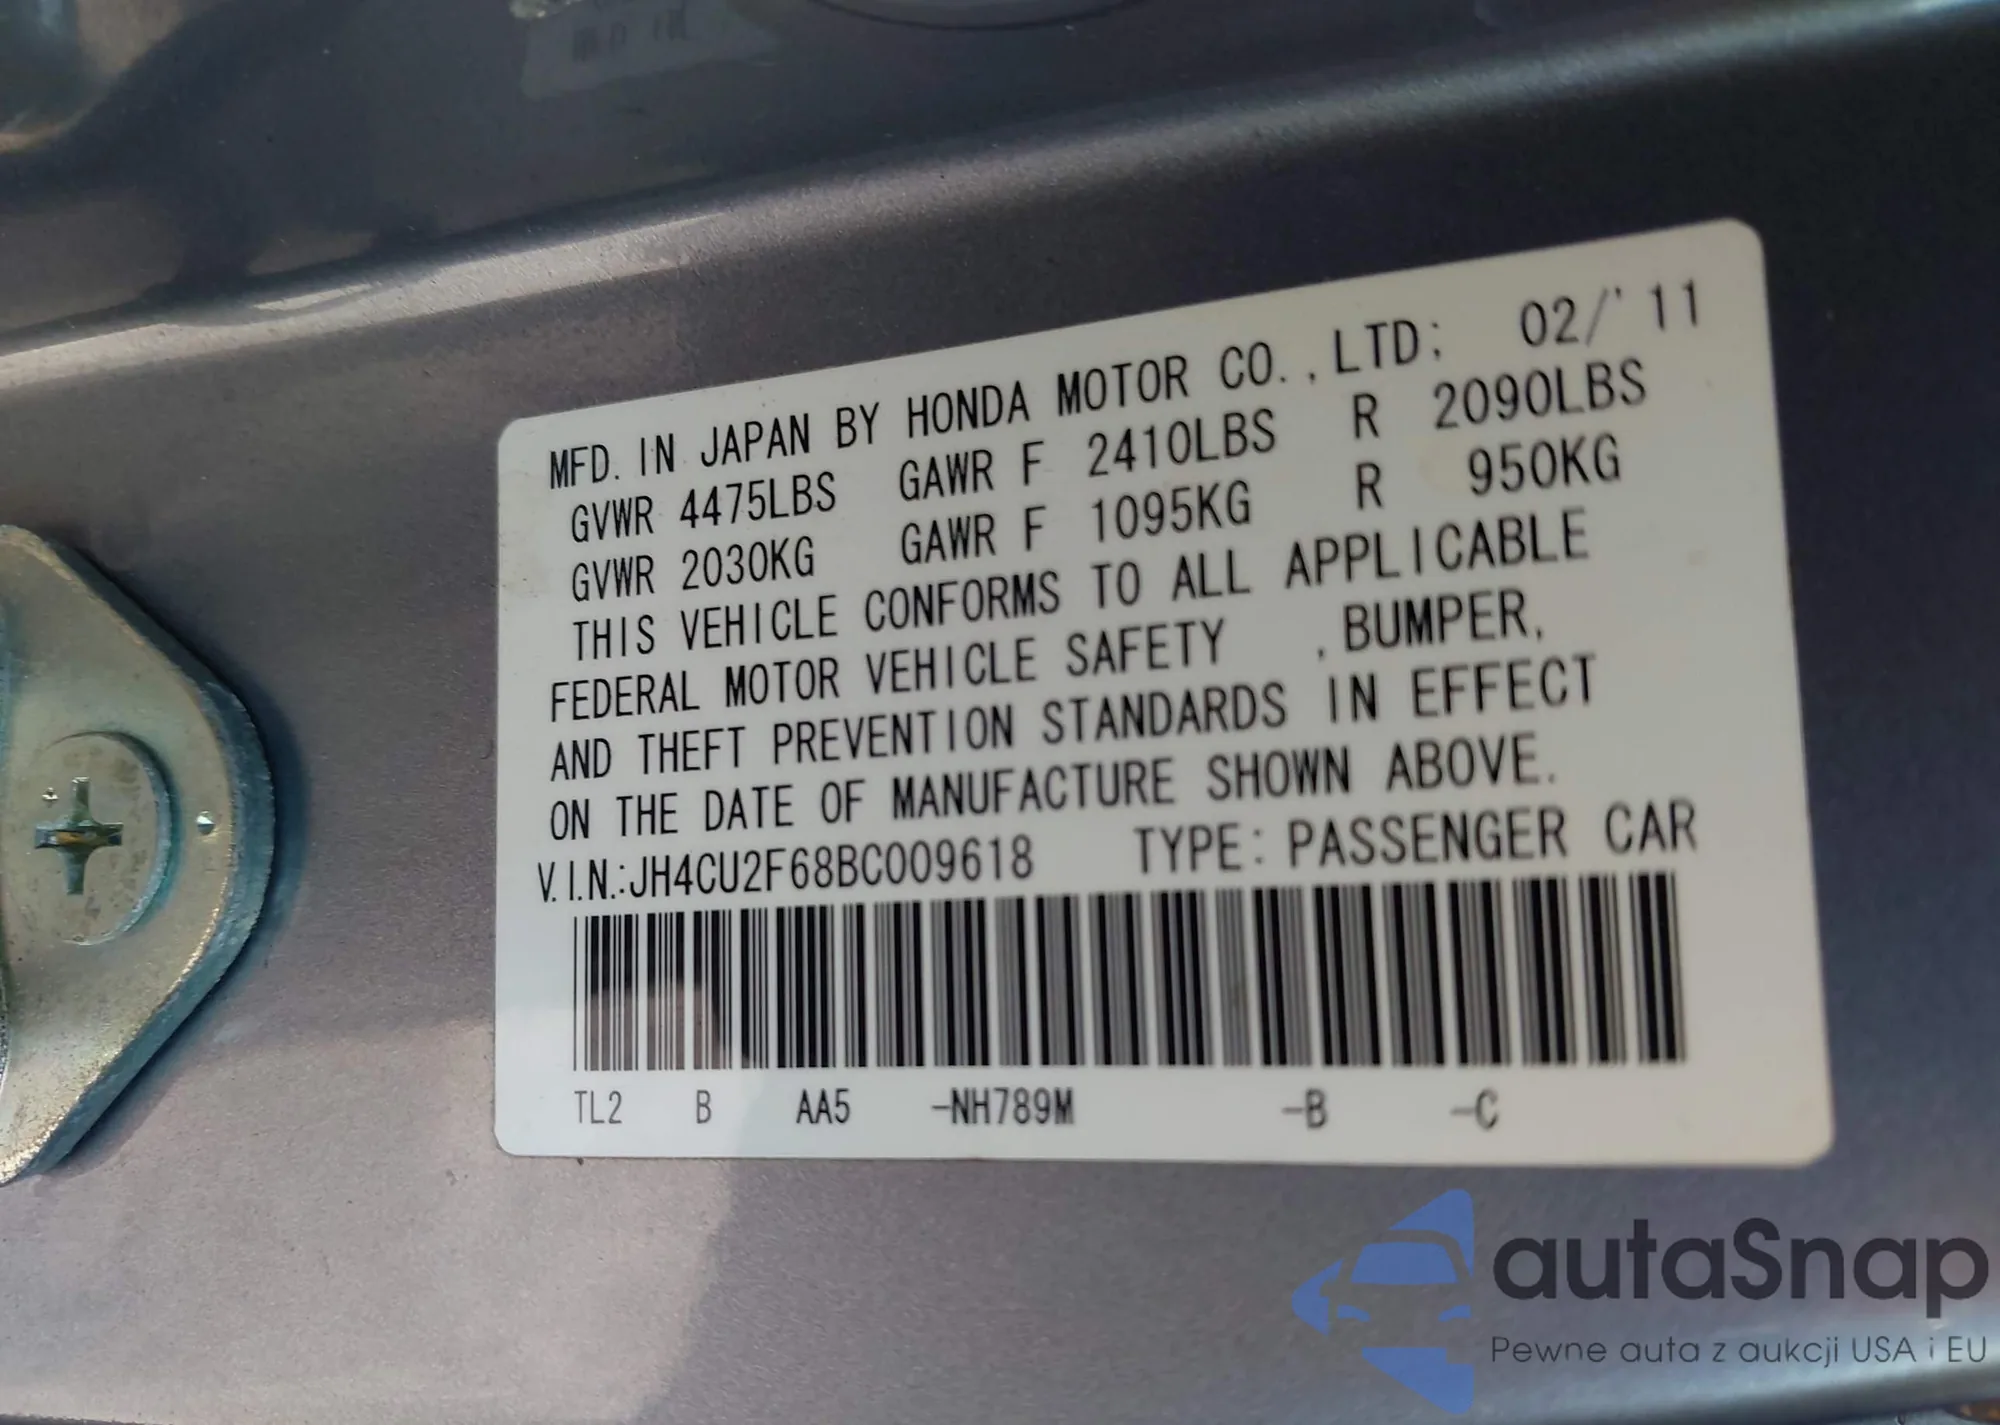 MFD. IN JAPAN BY HONDA MOTOR CO., LTD; 02/'11
GVWR 4475LBS GAWR F 2410LBS R 2090LBS
GVWR 2030KG GAWR F 1095KG R 950KG
THIS VEHICLE CONFORMS TO ALL APPLICABLE
FEDERAL MOTOR VEHICLE SAFETY , BUMPER,
AND THEFT PREVENTION STANDARDS IN EFFECT
ON THE DATE OF MANUFACTURE SHOWN ABOVE.
V.I.N.:JH4CU2F68BC009618 TYPE: PASSENGER CAR
TL2 B AA5 -NH789M -B -C
autaSnap
Pewne auta z aukcji USA i EU